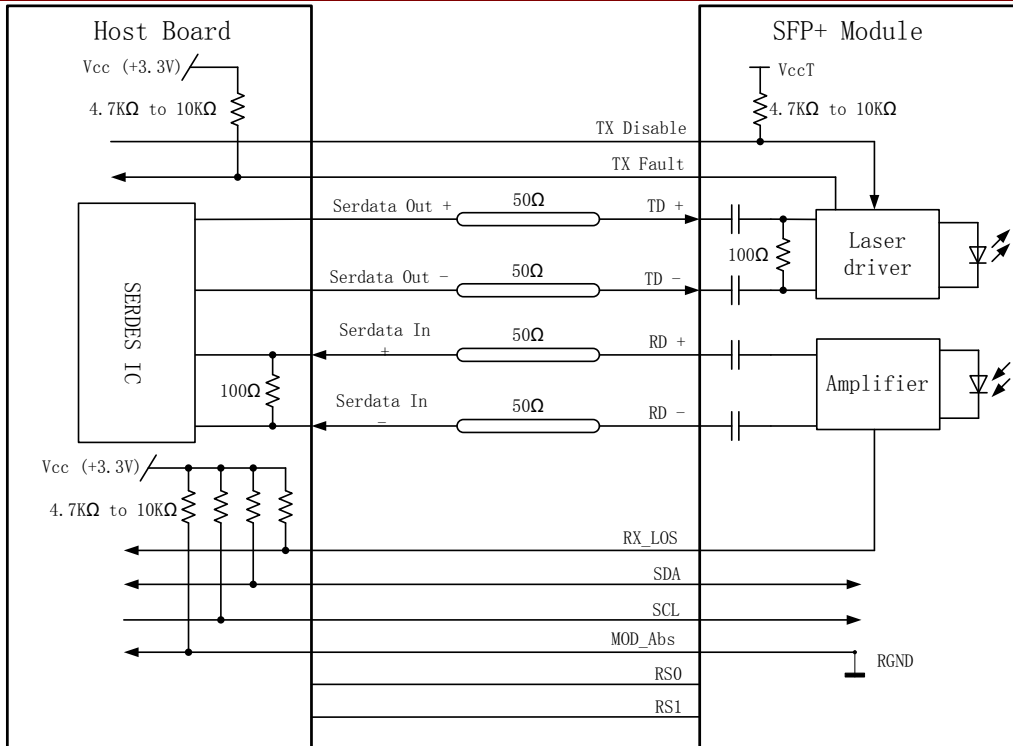 Host Board
SFP+ Module
Vcc (+3.3V)
VccT
4.7KΩ to 10KΩ
4.7KΩ to 10KΩ
TX Disable
TX Fault
Serdata Out +
50Ω
TD +
Laser
driver
100Ω
Serdata Out -
50Ω
TD -
SERDES IC
Serdata In
+
50Ω
RD +
100Ω
Amplifier
Serdata In
-
50Ω
RD -
Vcc (+3.3V)
4.7KΩ to 10KΩ
RX_LOS
SDA
SCL
MOD_Abs
RGND
RS0
RS1